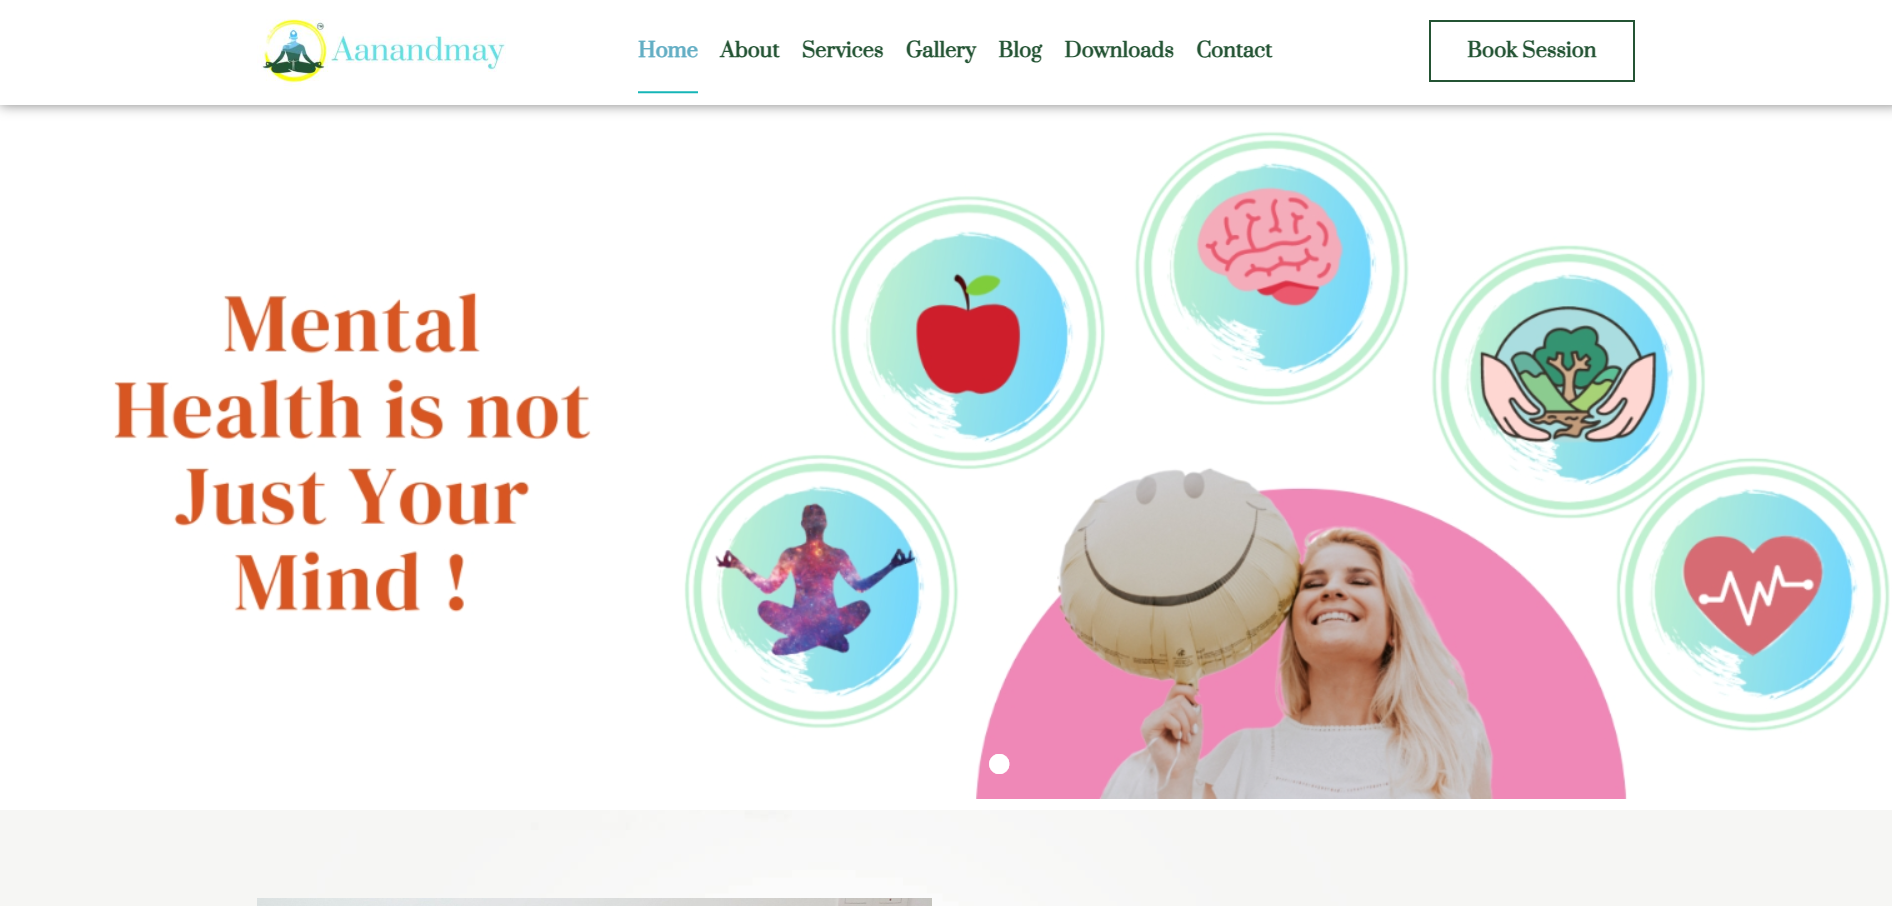 Aanandmay
Home About Services Gallery Blog Downloads Contact
Book Session
Mental
Health is not
Just Your
Mind !